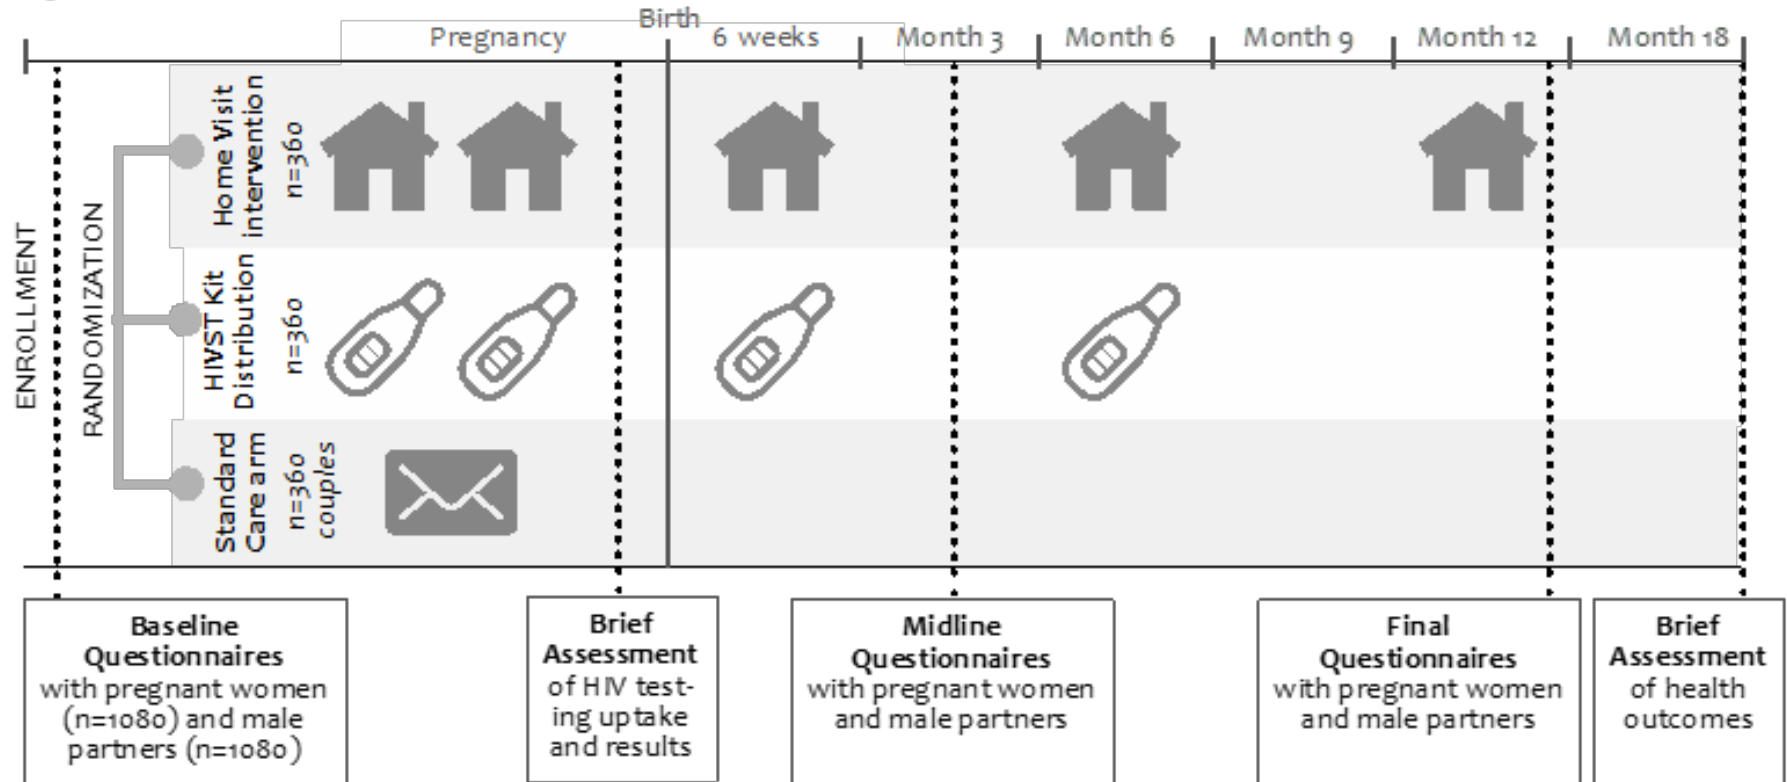 Birth
Pregnancy
6 weeks
Month 3
Month 6
Month 9
Month 12
Month 18
ENROLLMENT
RANDOMIZATION
Home Visit
intervention
n=360
HIVST Kit
Distribution
n=360
Standard
Care arm
n=360
couples
Baseline
Questionnaires
with pregnant women
(n=1080) and male
partners (n=1080)
Brief
Assessment
of HIV test-
ing uptake
and results
Midline
Questionnaires
with pregnant women
and male partners
Final
Questionnaires
with pregnant women
and male partners
Brief
Assessment
of health
outcomes